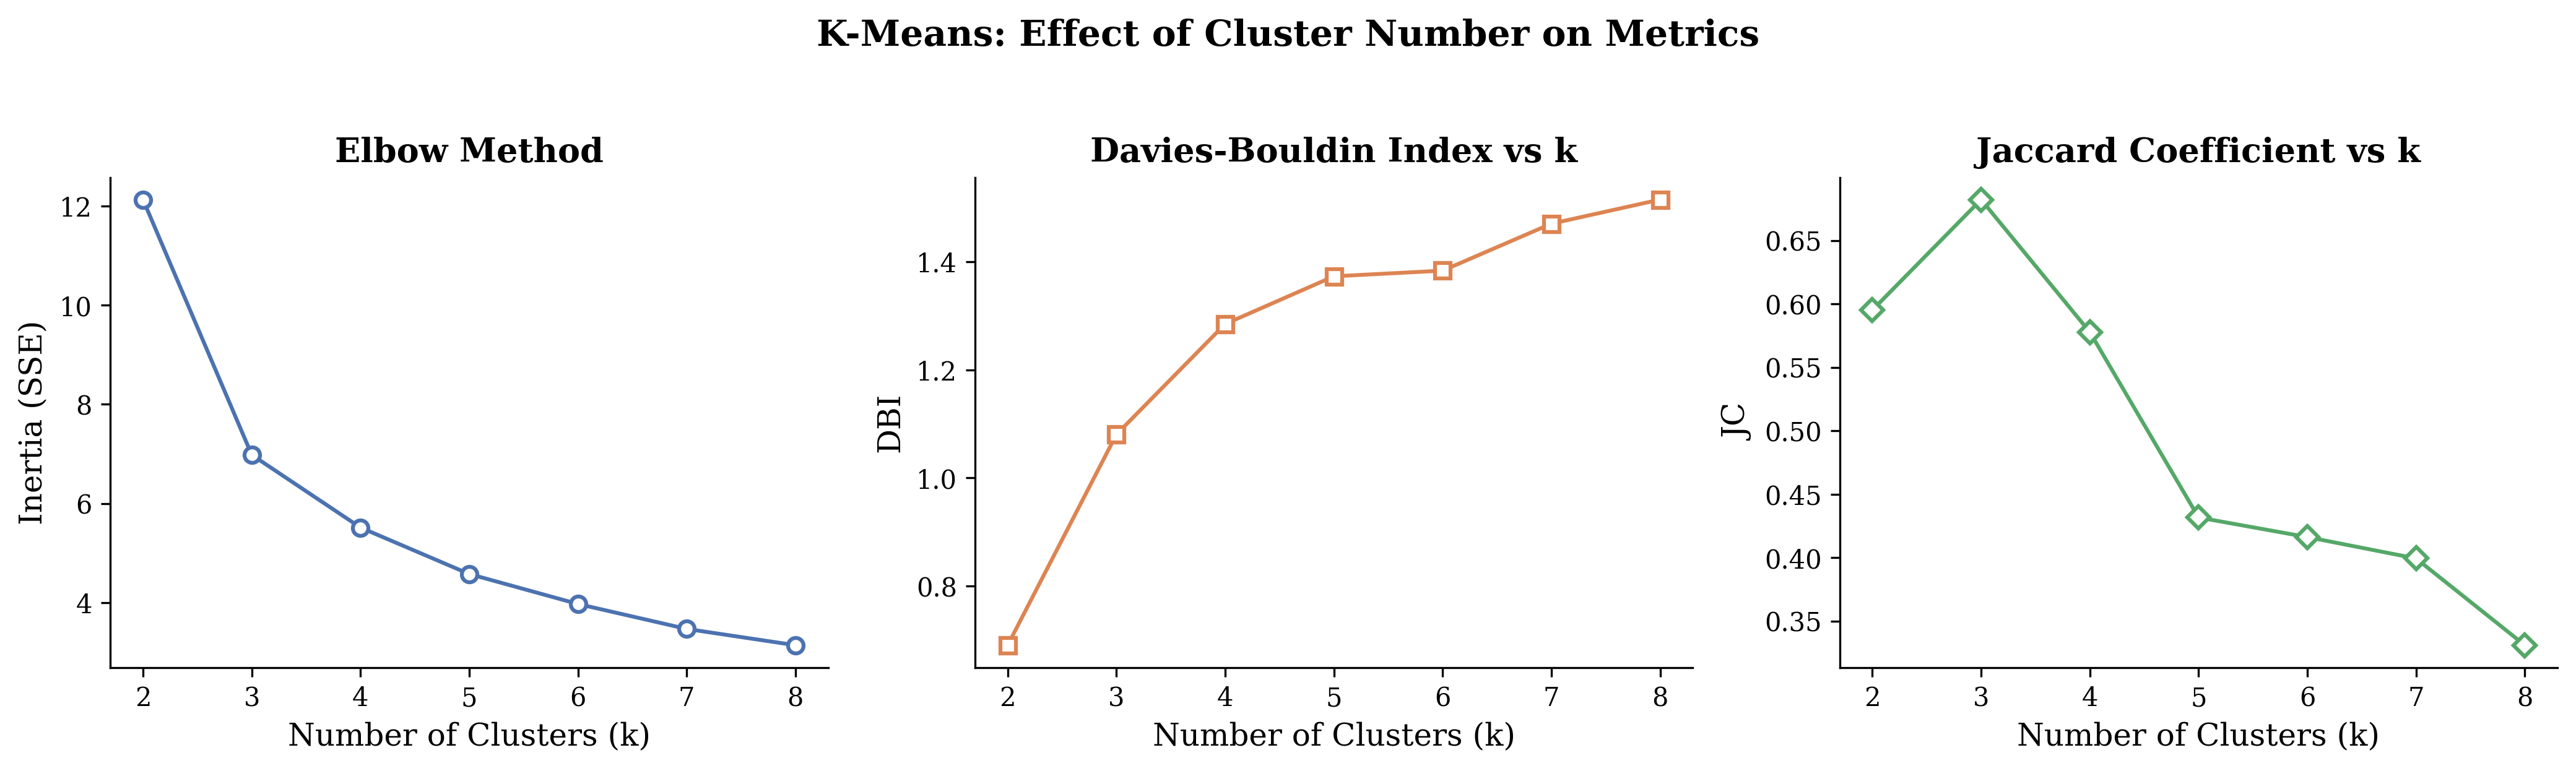 K-Means: Effect of Cluster Number on Metrics
Elbow Method
Inertia (SSE)
12
10
8
6
4
2 3 4 5 6 7 8
Number of Clusters (k)
Davies-Bouldin Index vs k
DBI
1.4
1.2
1.0
0.8
2 3 4 5 6 7 8
Number of Clusters (k)
Jaccard Coefficient vs k
JC
0.65
0.60
0.55
0.50
0.45
0.40
0.35
2 3 4 5 6 7 8
Number of Clusters (k)